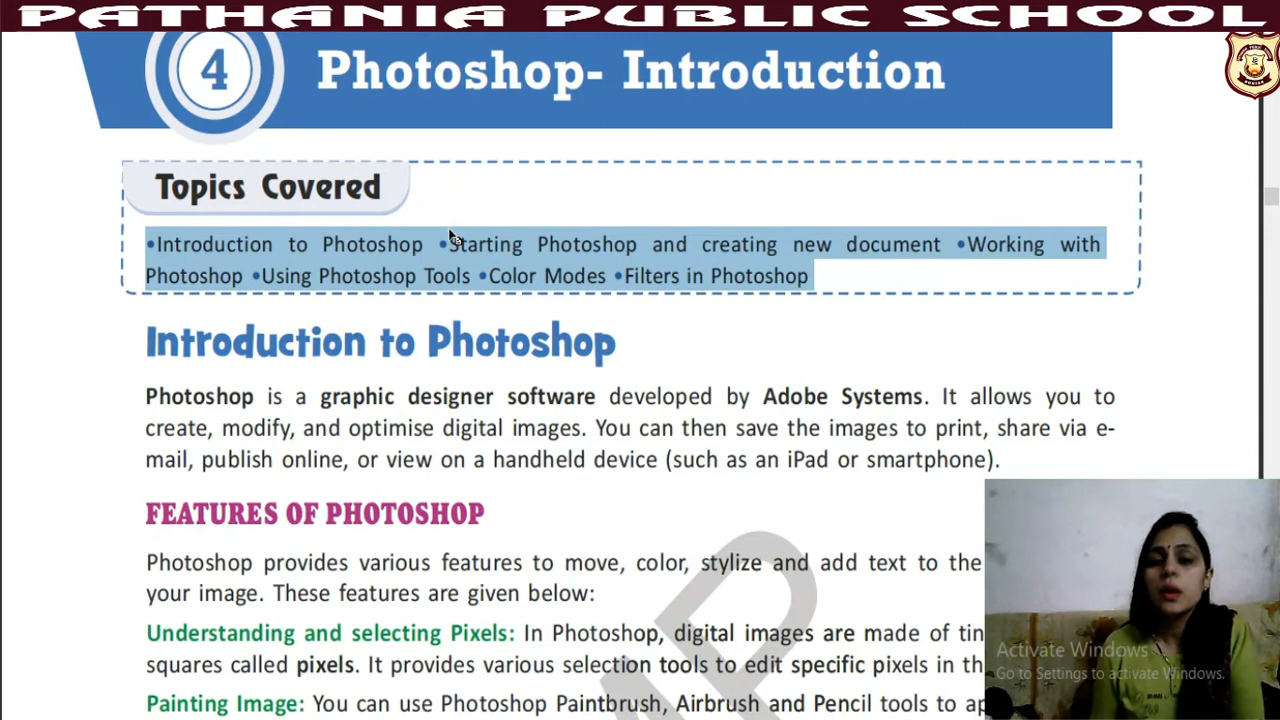 PATHANIA PUBLIC SCHOOL
4
Photoshop- Introduction
Topics Covered
•Introduction to Photoshop •Starting Photoshop and creating new document •Working with
Photoshop •Using Photoshop Tools •Color Modes •Filters in Photoshop
Introduction to Photoshop
Photoshop is a graphic designer software developed by Adobe Systems. It allows you to
create, modify, and optimise digital images. You can then save the images to print, share via e-
mail, publish online, or view on a handheld device (such as an iPad or smartphone).
FEATURES OF PHOTOSHOP
Photoshop provides various features to move, color, stylize and add text to the
your image. These features are given below:
Understanding and selecting Pixels: In Photoshop, digital images are made of
squares called pixels. It provides various selection tools to edit specific pixels in
Painting Image: You can use Photoshop Paintbrush, Airbrush and Pencil tools to
Activate Windows
Go to Settings to activate Windows.